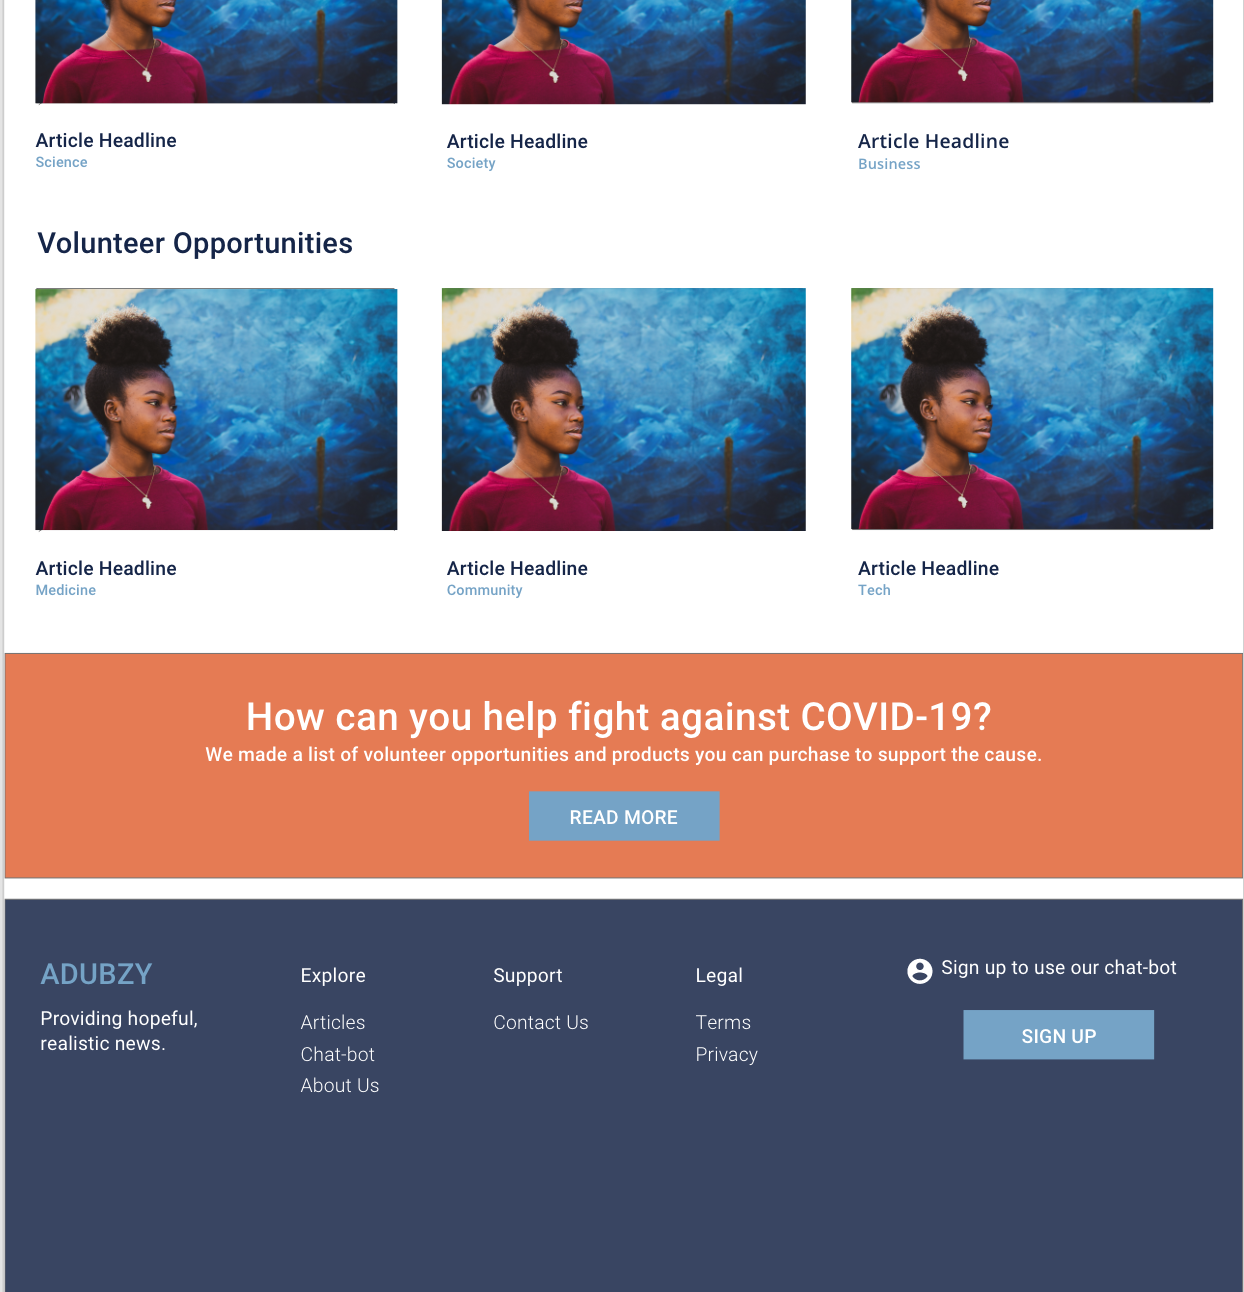 Article Headline
Science
Article Headline
Society
Article Headline
Business
Volunteer Opportunities
Article Headline
Medicine
Article Headline
Community
Article Headline
Tech
How can you help fight against COVID-19?
We made a list of volunteer opportunities and products you can purchase to support the cause.
READ MORE
ADUBZY
Providing hopeful,
realistic news.
Explore
Articles
Chat-bot
About Us
Support
Contact Us
Legal
Terms
Privacy
Sign up to use our chat-bot
SIGN UP